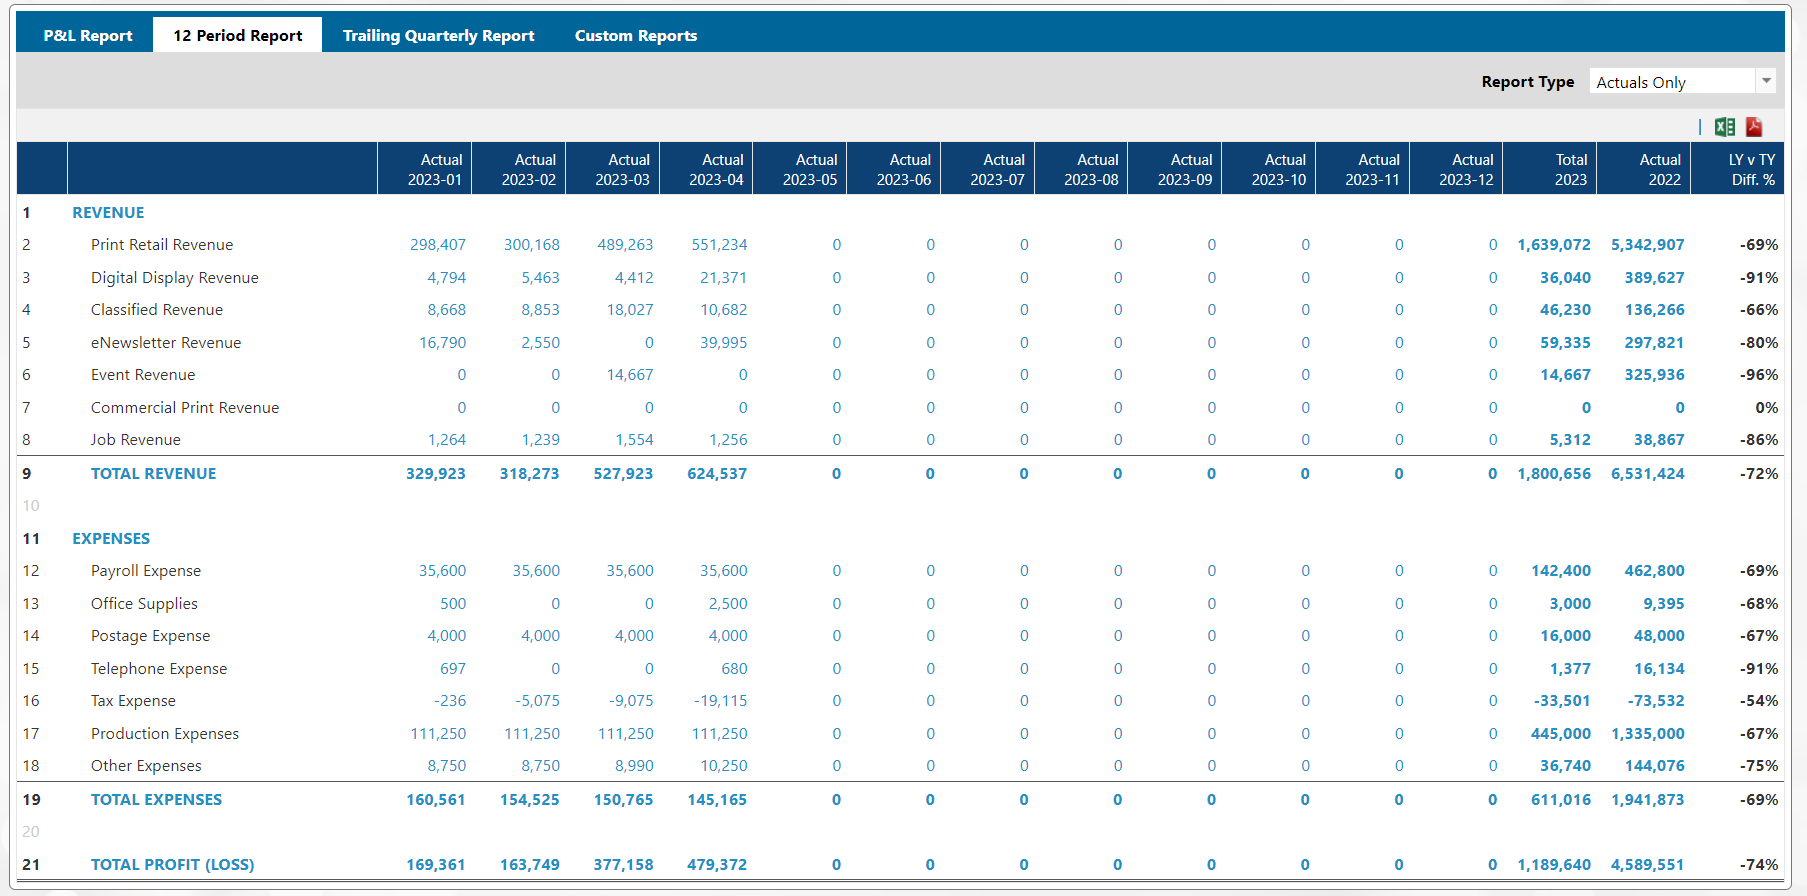 P&L Report 12 Period Report Trailing Quarterly Report Custom Reports
Report Type Actuals Only
Actual Actual Actual Actual Actual Actual Actual Actual Actual Actual Actual Actual Total Actual LY v TY
2023-01 2023-02 2023-03 2023-04 2023-05 2023-06 2023-07 2023-08 2023-09 2023-10 2023-11 2023-12 2023 2022 Diff. %
1 REVENUE
2 Print Retail Revenue 298,407 300,168 489,263 551,234 0 0 0 0 0 0 0 0 1,639,072 5,342,907 -69%
3 Digital Display Revenue 4,794 5,463 4,412 21,371 0 0 0 0 0 0 0 0 36,040 389,627 -91%
4 Classified Revenue 8,668 8,853 18,027 10,682 0 0 0 0 0 0 0 0 46,230 136,266 -66%
5 eNewsletter Revenue 16,790 2,550 0 39,995 0 0 0 0 0 0 0 0 59,335 297,821 -80%
6 Event Revenue 0 0 14,667 0 0 0 0 0 0 0 0 0 14,667 325,936 -96%
7 Commercial Print Revenue 0 0 0 0 0 0 0 0 0 0 0 0 0 0 0%
8 Job Revenue 1,264 1,239 1,554 1,256 0 0 0 0 0 0 0 0 5,312 38,867 -86%
9 TOTAL REVENUE 329,923 318,273 527,923 624,537 0 0 0 0 0 0 0 0 1,800,656 6,531,424 -72%
10
11 EXPENSES
12 Payroll Expense 35,600 35,600 35,600 35,600 0 0 0 0 0 0 0 0 142,400 462,800 -69%
13 Office Supplies 500 0 0 2,500 0 0 0 0 0 0 0 0 3,000 9,395 -68%
14 Postage Expense 4,000 4,000 4,000 4,000 0 0 0 0 0 0 0 0 16,000 48,000 -67%
15 Telephone Expense 697 0 0 680 0 0 0 0 0 0 0 0 1,377 16,134 -91%
16 Tax Expense -236 -5,075 -9,075 -19,115 0 0 0 0 0 0 0 0 -33,501 -73,532 -54%
17 Production Expenses 111,250 111,250 111,250 111,250 0 0 0 0 0 0 0 0 445,000 1,335,000 -67%
18 Other Expenses 8,750 8,750 8,990 10,250 0 0 0 0 0 0 0 0 36,740 144,076 -75%
19 TOTAL EXPENSES 160,561 154,525 150,765 145,165 0 0 0 0 0 0 0 0 611,016 1,941,873 -69%
20
21 TOTAL PROFIT (LOSS) 169,361 163,749 377,158 479,372 0 0 0 0 0 0 0 0 1,189,640 4,589,551 -74%